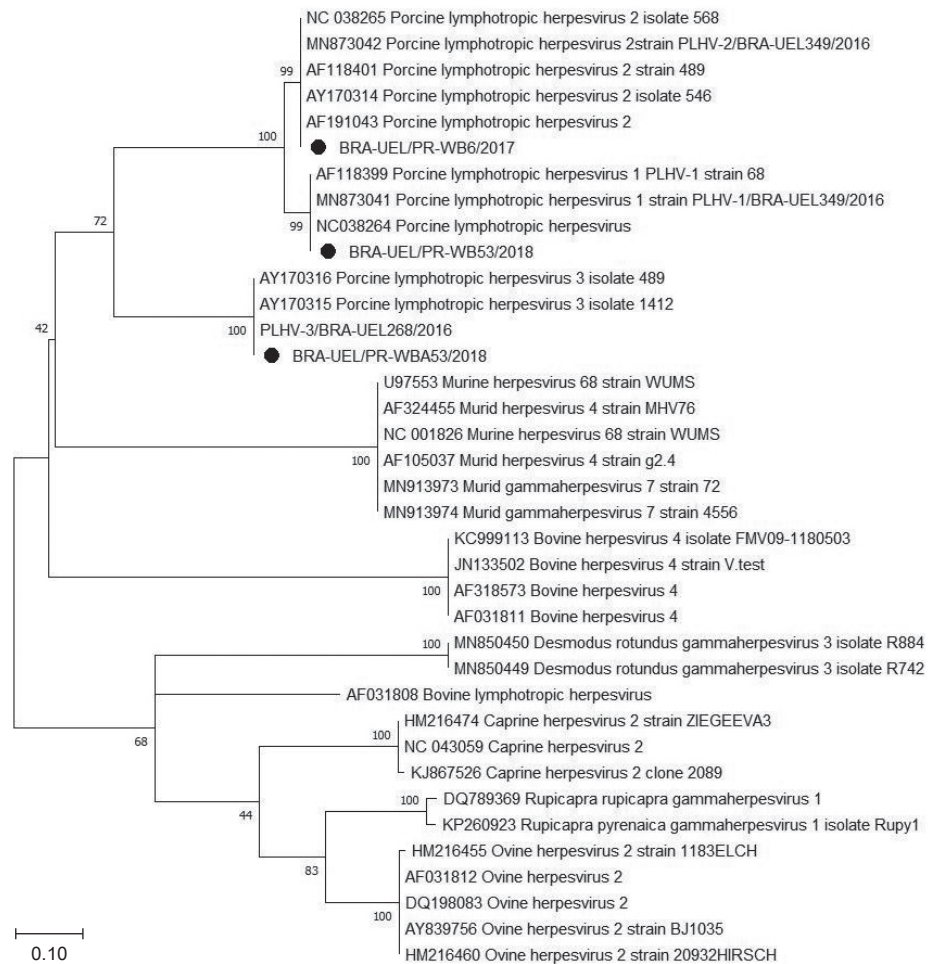 NC 038265 Porcine lymphotropic herpesvirus 2 isolate 568
MN873042 Porcine lymphotropic herpesvirus 2strain PLHV-2/BRA-UEL349/2016
99
AF118401 Porcine lymphotropic herpesvirus 2 strain 489
AY170314 Porcine lymphotropic herpesvirus 2 isolate 546
AF191043 Porcine lymphotropic herpesvirus 2
100
BRA-UEL/PR-WB6/2017
AF118399 Porcine lymphotropic herpesvirus 1 PLHV-1 strain 68
MN873041 Porcine lymphotropic herpesvirus 1 strain PLHV-1/BRA-UEL349/2016
72
99
NC038264 Porcine lymphotropic herpesvirus
BRA-UEL/PR-WB53/2018
AY170316 Porcine lymphotropic herpesvirus 3 isolate 489
AY170315 Porcine lymphotropic herpesvirus 3 isolate 1412
42
100
PLHV-3/BRA-UEL268/2016
BRA-UEL/PR-WBA53/2018
U97553 Murine herpesvirus 68 strain WUMS
AF324455 Murid herpesvirus 4 strain MHV76
NC 001826 Murine herpesvirus 68 strain WUMS
100
AF105037 Murid herpesvirus 4 strain g2.4
MN913973 Murid gammaherpesvirus 7 strain 72
MN913974 Murid gammaherpesvirus 7 strain 4556
KC999113 Bovine herpesvirus 4 isolate FMV09-1180503
JN133502 Bovine herpesvirus 4 strain V.test
100
AF318573 Bovine herpesvirus 4
AF031811 Bovine herpesvirus 4
100
MN850450 Desmodus rotundus gammaherpesvirus 3 isolate R884
MN850449 Desmodus rotundus gammaherpesvirus 3 isolate R742
AF031808 Bovine lymphotropic herpesvirus
HM216474 Caprine herpesvirus 2 strain ZIEGEEVA3
68
100
NC 043059 Caprine herpesvirus 2
KJ867526 Caprine herpesvirus 2 clone 2089
100
DQ789369 Rupicapra rupicapra gammaherpesvirus 1
44
KP260923 Rupicapra pyrenaica gammaherpesvirus 1 isolate Rupy1
HM216455 Ovine herpesvirus 2 strain 1183ELCH
83
AF031812 Ovine herpesvirus 2
100
DQ198083 Ovine herpesvirus 2
AY839756 Ovine herpesvirus 2 strain BJ1035
HM216460 Ovine herpesvirus 2 strain 20932HIRSCH
0.10